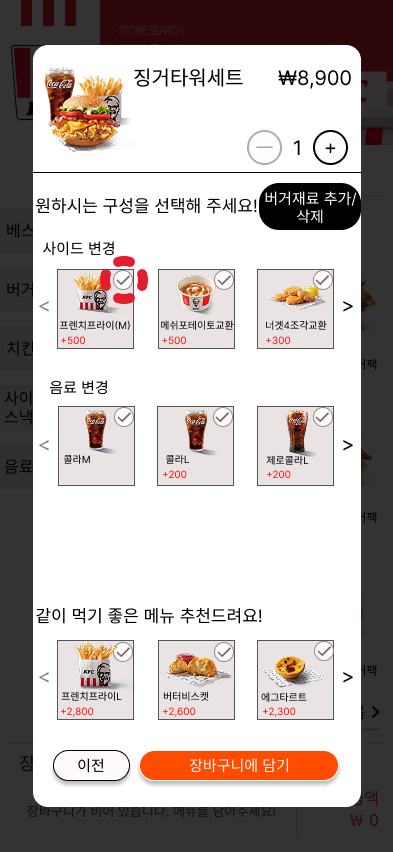 STORE SEARCH
징거타워세트
₩8,900
1
+
원하시는 구성을 선택해 주세요!
버거재료 추가/
삭제
사이드 변경
<
프렌치프라이(M)
+500
메쉬포테이토교환
+500
너겟4조각교환
+300
>
음료 변경
<
콜라M
콜라L
+200
제로콜라L
+200
>
같이 먹기 좋은 메뉴 추천드려요!
<
프렌치프라이L
+2,800
버터비스켓
+2,600
에그타르트
+2,300
>
이전
장바구니에 담기
버거
치킨
사이
스낵
음료
장바구니가 비어 있습니다. 메뉴를 담아주세요!
₩ 0